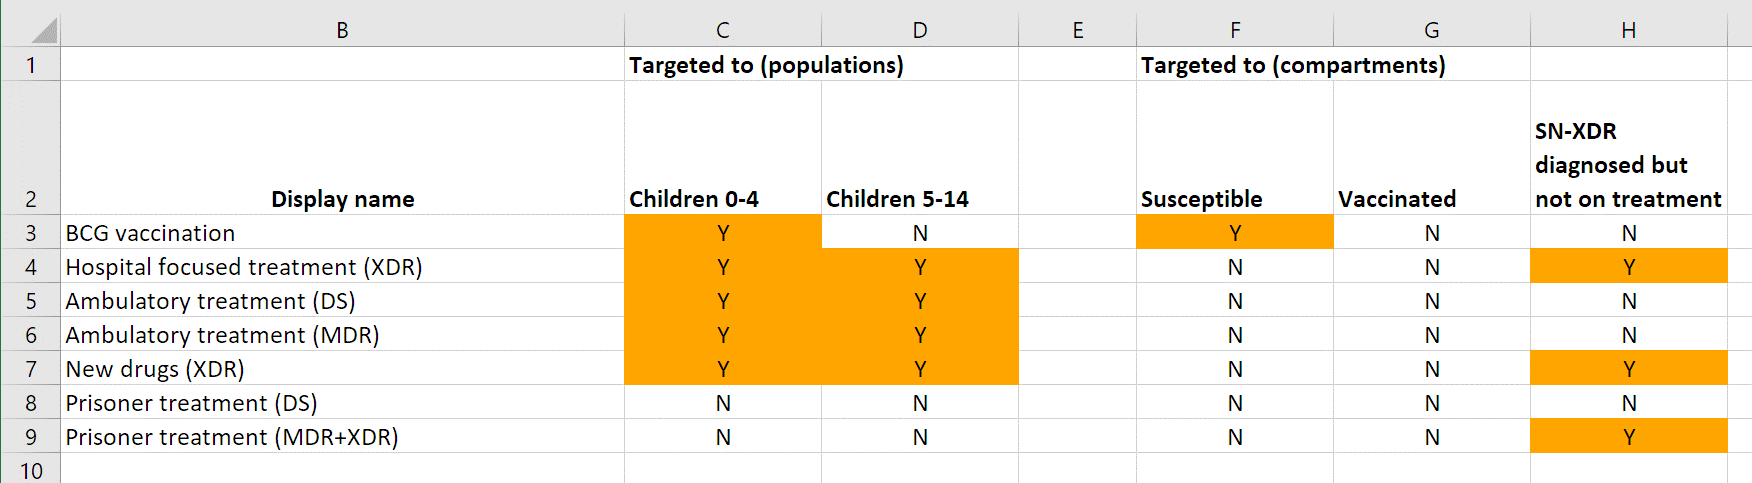 B C D E F G H
1 Targeted to (populations) Targeted to (compartments)
SN-XDR
diagnosed but
2 Display name Children 0-4 Children 5-14 Susceptible Vaccinated not on treatment
3 BCG vaccination Y N Y N N
4 Hospital focused treatment (XDR) Y Y N N Y
5 Ambulatory treatment (DS) Y Y N N N
6 Ambulatory treatment (MDR) Y Y N N N
7 New drugs (XDR) Y Y N N Y
8 Prisoner treatment (DS) N N N N N
9 Prisoner treatment (MDR+XDR) N N N N Y
10